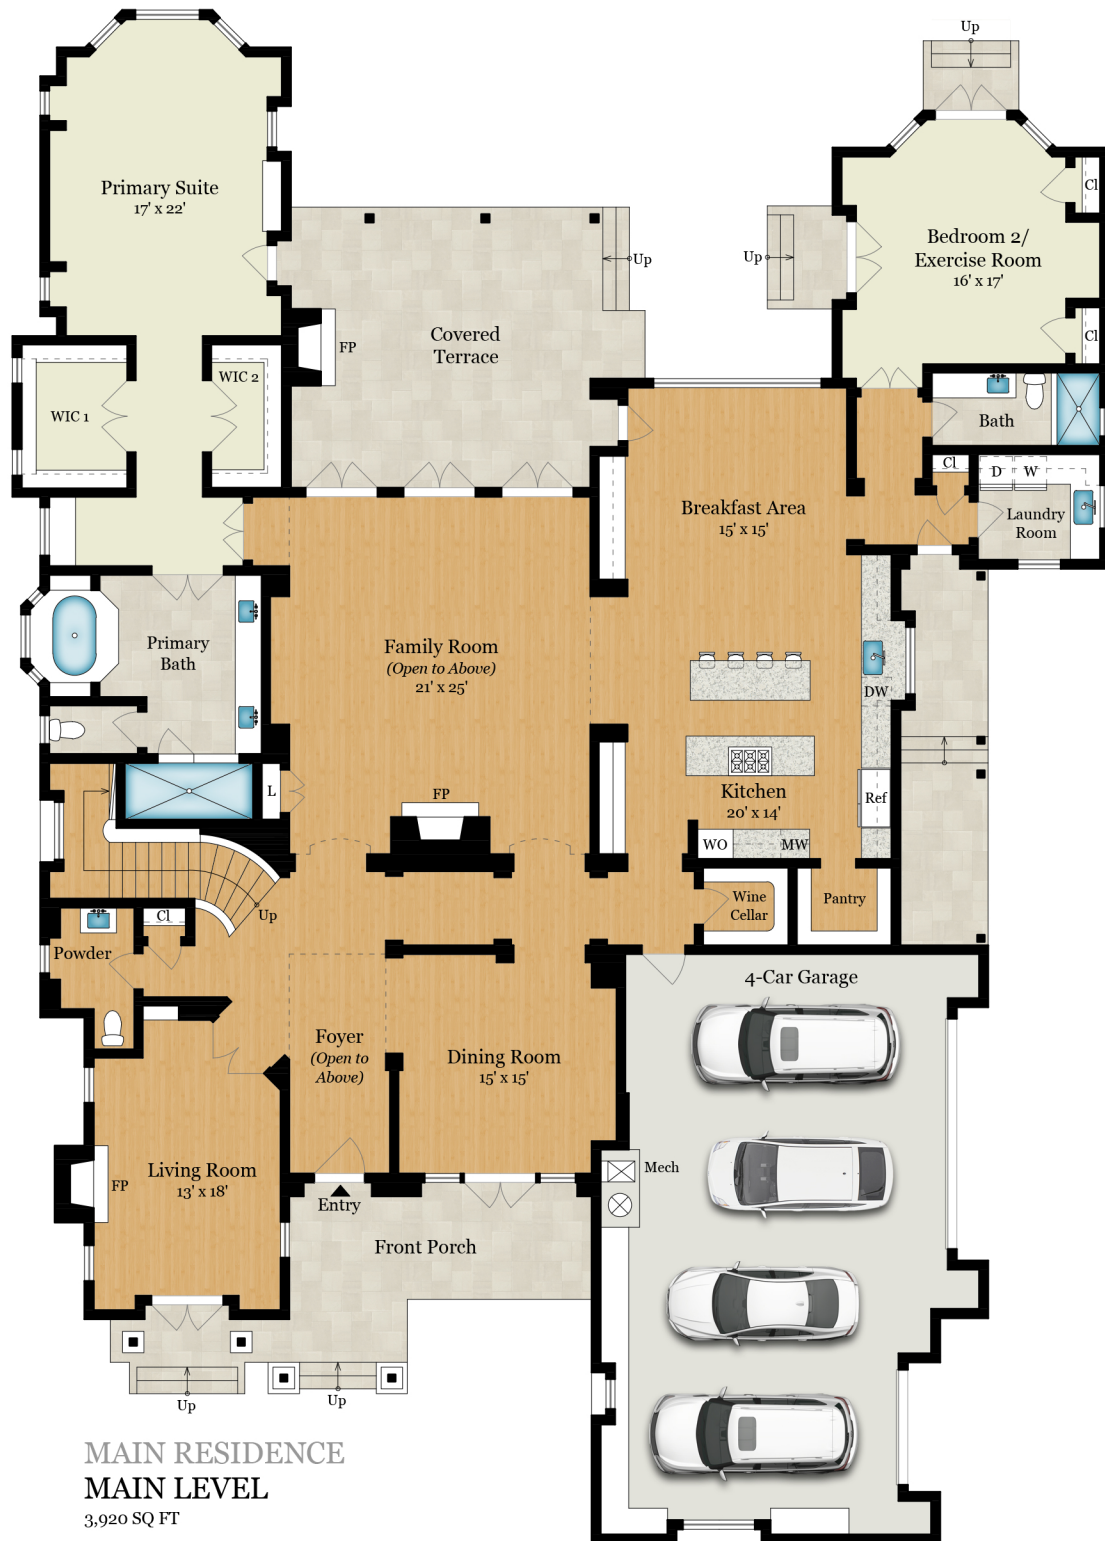 Up
Primary Suite
17' x 22'
Cl
Bedroom 2/
Exercise Room
16' x 17'
Up
Up
Covered
Terrace
FP
Cl
WIC 1
WIC 2
Bath
Cl
D
W
Breakfast Area
15' x 15'
Laundry
Room
Primary
Bath
Family Room
(Open to Above)
21' x 25'
DW
L
FP
Kitchen
20' x 14'
Ref
WO
MW
Wine
Cellar
Pantry
Up
Cl
Powder
4-Car Garage
Foyer
(Open to
Above)
Dining Room
15' x 15'
Living Room
13' x 18'
FP
Mech
Entry
Front Porch
Up
Up
MAIN RESIDENCE
MAIN LEVEL
3,920 SQ FT